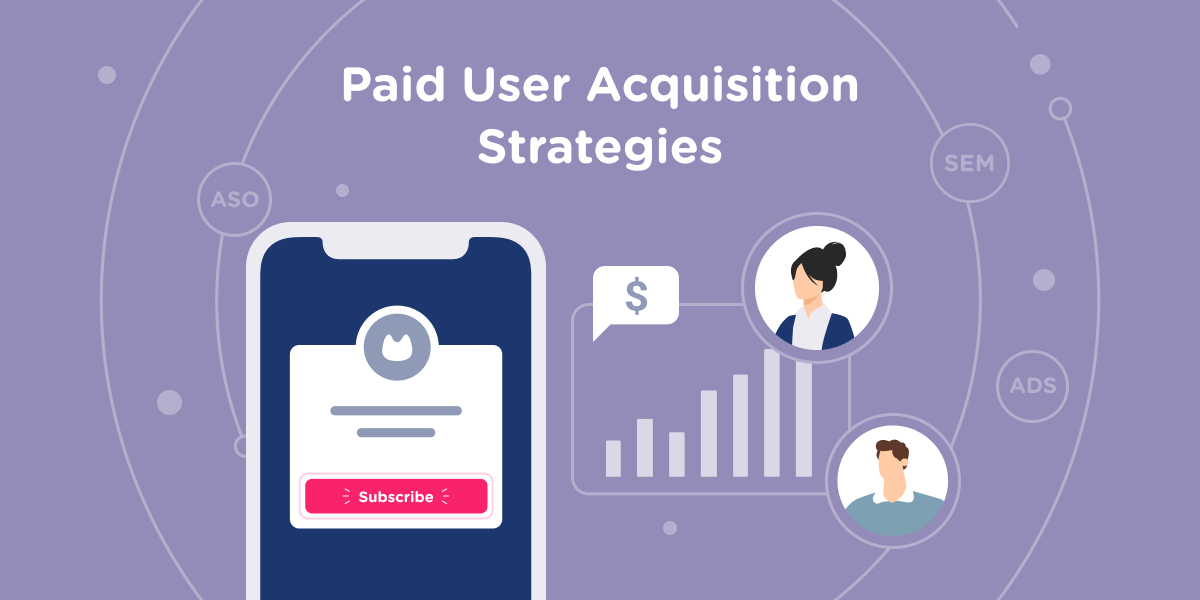 Paid User Acquisition
Strategies
ASO
SEM
$
ADS
Subscribe